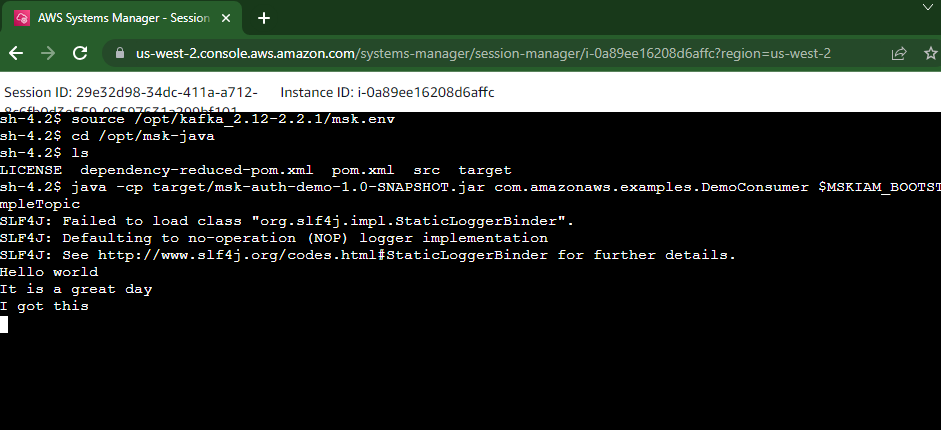 AWS Systems Manager - Session
us-west-2.console.aws.amazon.com/systems-manager/session-manager/i-0a89ee16208d6affc?region=us-west-2
Session ID: 29e32d98-34dc-411a-a712- Instance ID: i-0a89ee16208d6affc
sh-4.2$ source /opt/kafka_2.12-2.2.1/msk.env
sh-4.2$ cd /opt/msk-java
sh-4.2$ ls
LICENSE dependency-reduced-pom.xml pom.xml src target
sh-4.2$ java -cp target/msk-auth-demo-1.0-SNAPSHOT.jar com.amazonaws.examples.DemoConsumer $MSKIAM_BOOTST
mpleTopic
SLF4J: Failed to load class "org.slf4j.impl.StaticLoggerBinder".
SLF4J: Defaulting to no-operation (NOP) logger implementation
SLF4J: See http://www.slf4j.org/codes.html#StaticLoggerBinder for further details.
Hello world
It is a great day
I got this